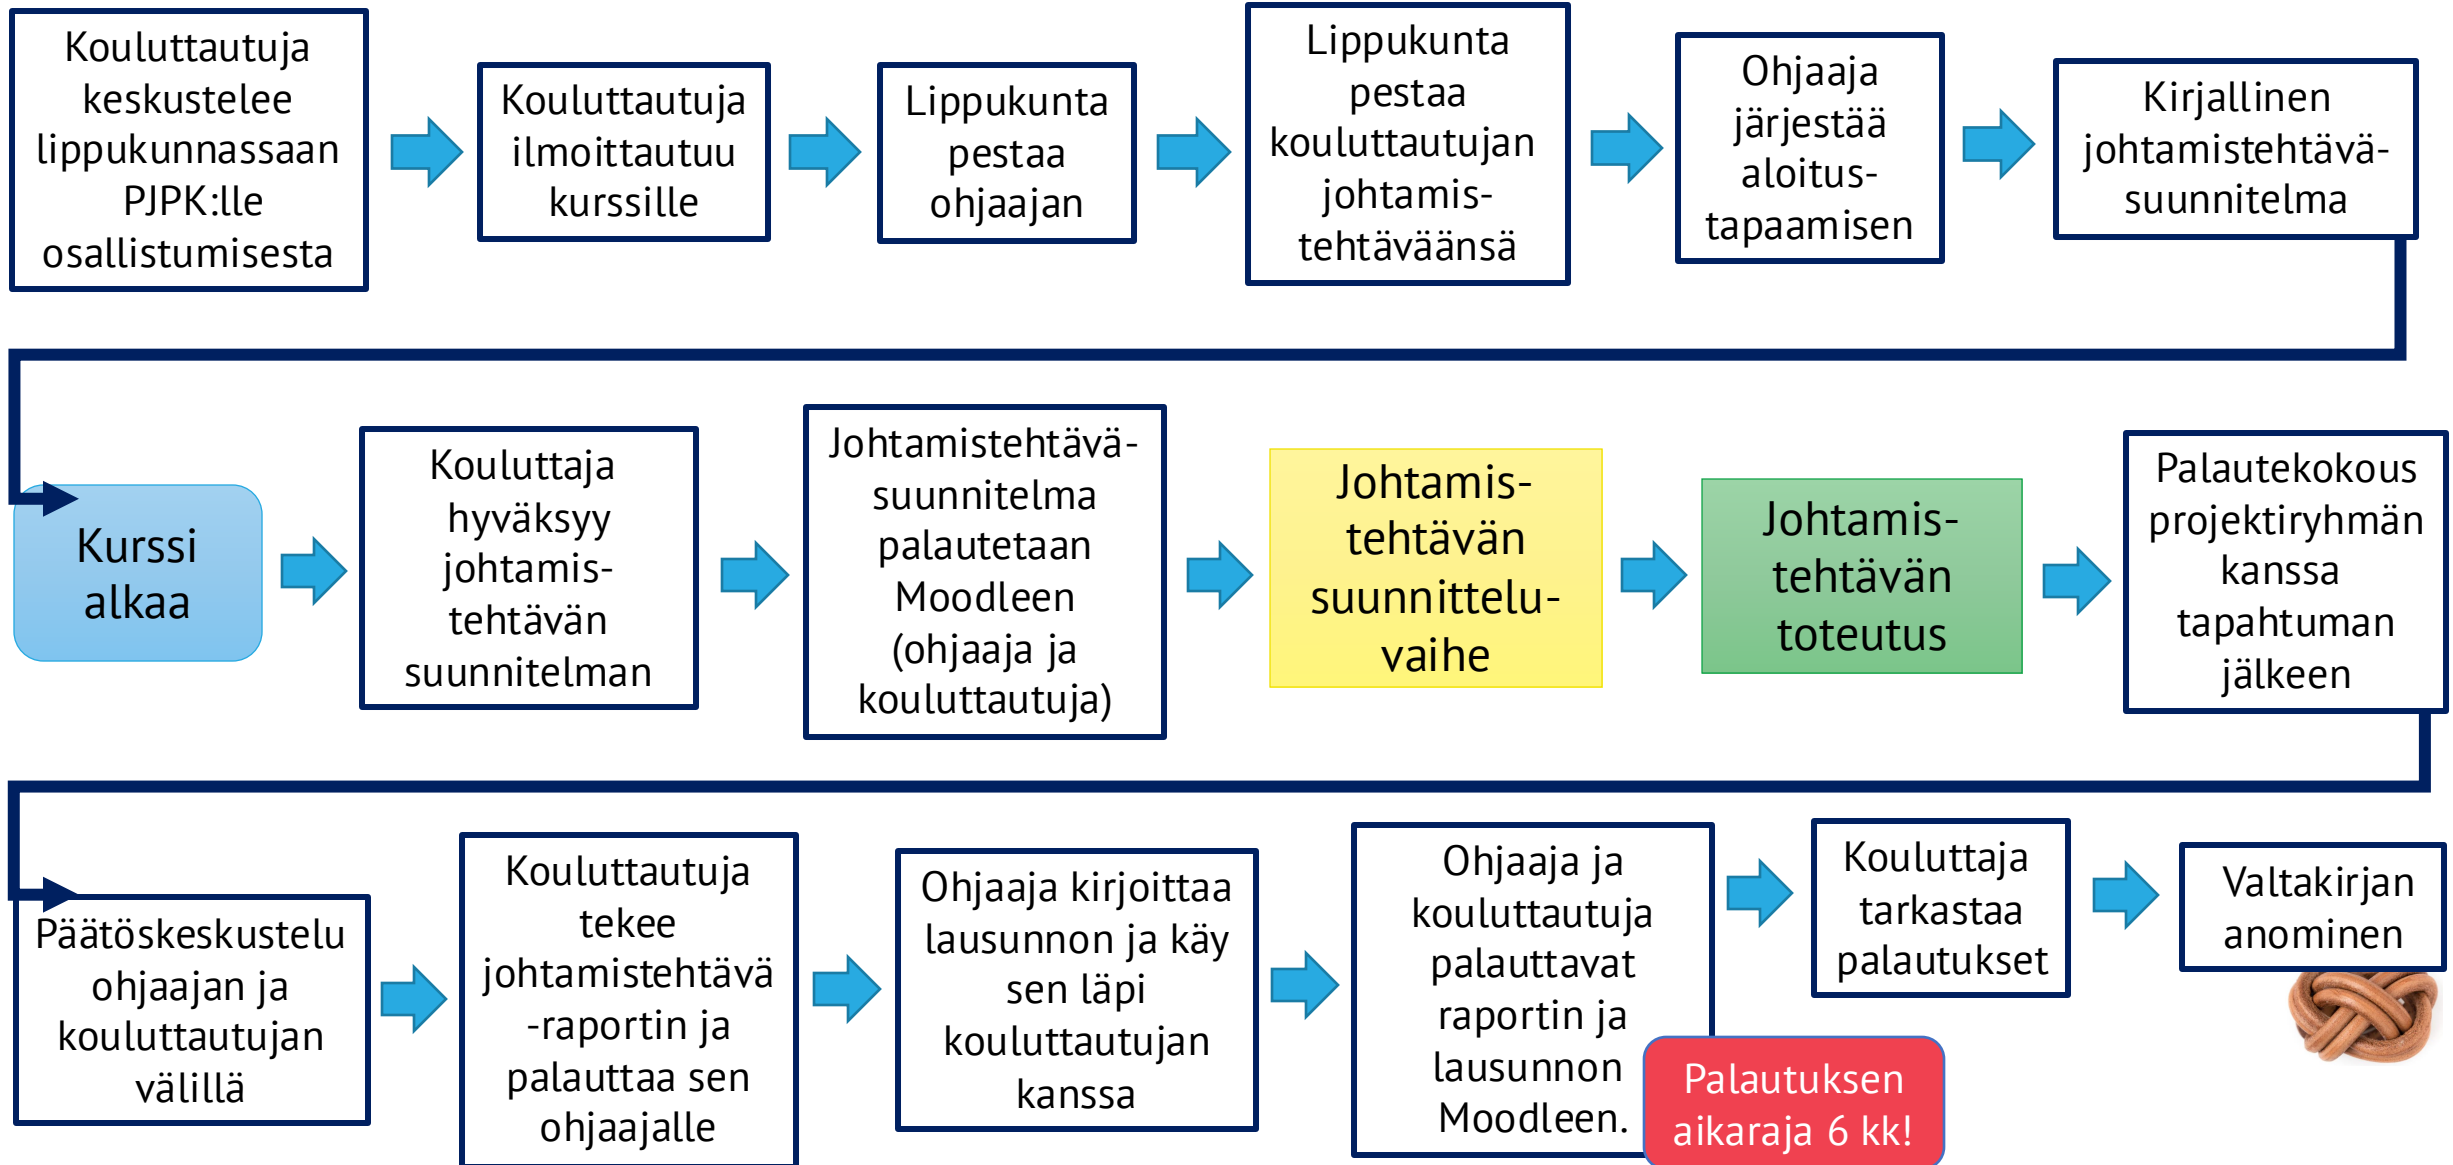 Kouluttautuja
keskustelee
lippukunnassaan
PJPK:lle
osallistumisesta
Kouluttautuja
ilmoittautuu
kurssille
Lippukunta
pestaa
ohjaajan
Lippukunta
pestaa
kouluttautujan
johtamis-
tehtäväänsä
Ohjaaja
järjestää
aloitus-
tapaamisen
Kirjallinen
johtamistehtävä-
suunnitelma
Kurssi
alkaa
Kouluttaja
hyväksyy
johtamis-
tehtävän
suunnitelman
Johtamistehtävä-
suunnitelma
palautetaan
Moodleen
(ohjaaja ja
kouluttautuja)
Johtamis-
tehtävän
suunnittelu-
vaihe
Johtamis-
tehtävän
toteutus
Palautekokous
projektiryhmän
kanssa
tapahtuman
jälkeen
Päätöskeskustelu
ohjaajan ja
kouluttautujan
välillä
Kouluttautuja
tekee
johtamistehtävä
-raportin ja
palauttaa sen
ohjaajalle
Ohjaaja kirjoittaa
lausunnon ja käy
sen läpi
kouluttautujan
kanssa
Ohjaaja ja
kouluttautuja
palauttavat
raportin ja
lausunnon
Moodleen.
Palautuksen
aikaraja 6 kk!
Kouluttaja
tarkastaa
palautukset
Valtakirjan
anominen